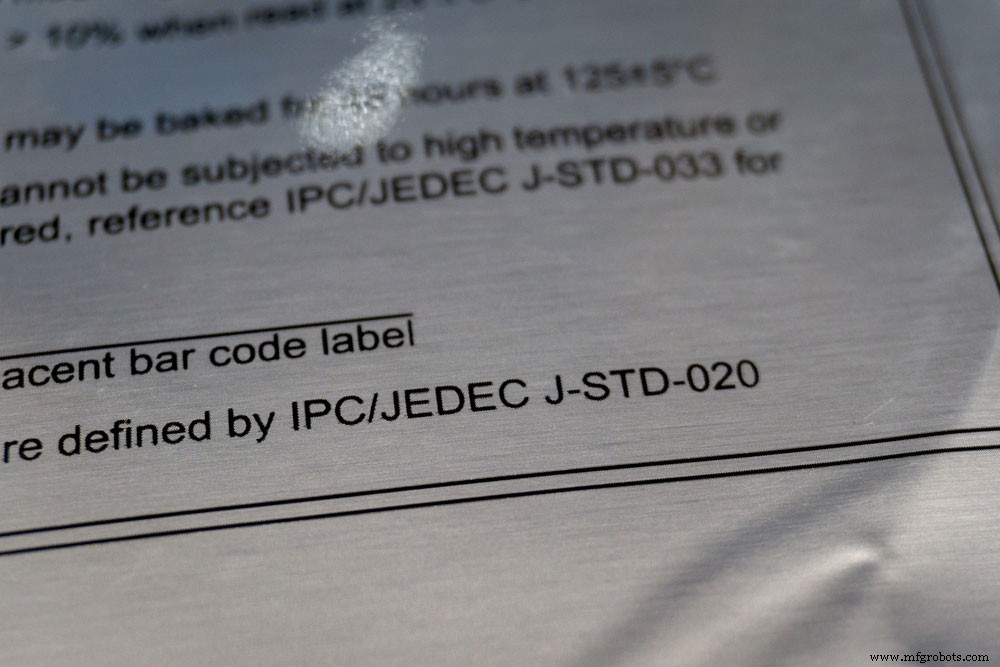 > 10% when read at
may be baked for hours at 125±5°C
annot be subjected to high temperature or
red, reference IPC/JEDEC J-STD-033 for
acent bar code label
re defined by IPC/JEDEC J-STD-020
www.mfgrobots.com